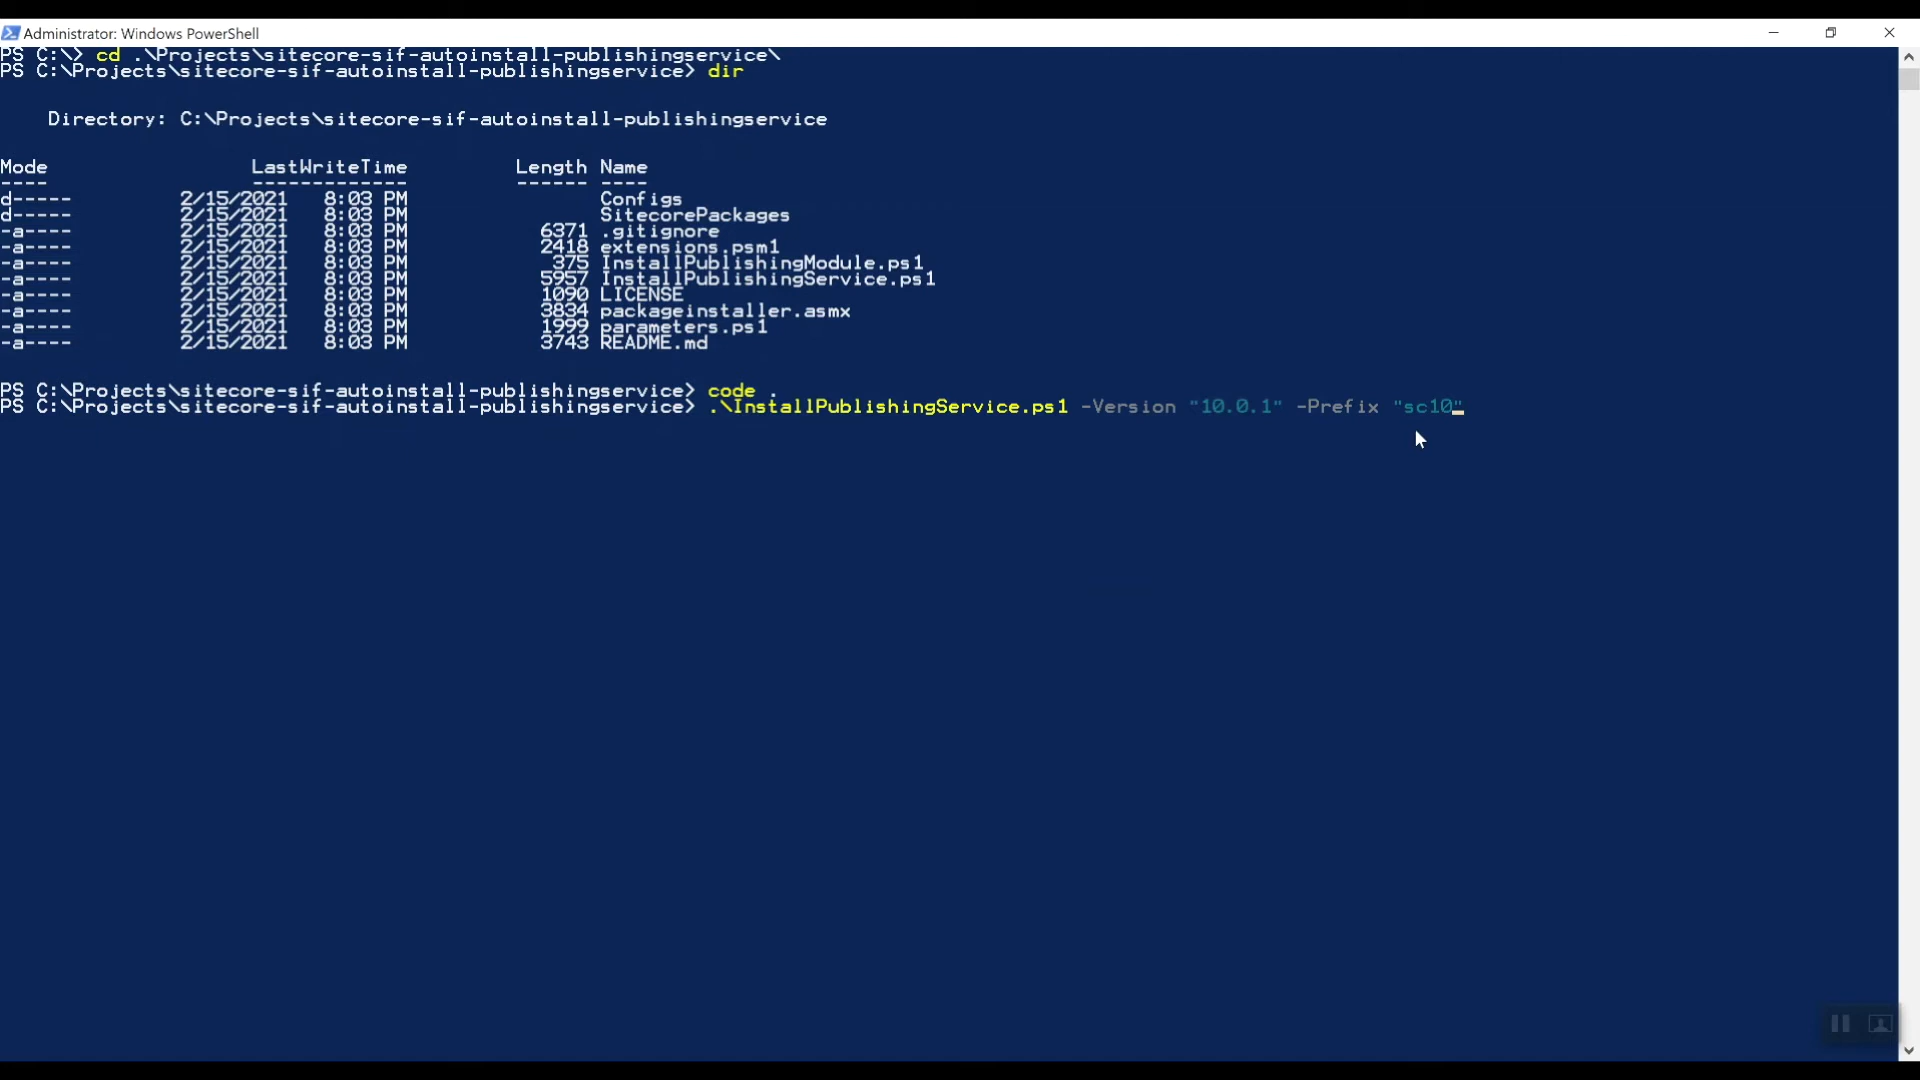 Administrator: Windows PowerShell
PS C:\> cd .\Projects\sitecore-sif-autoinstall-publishingservice\
PS C:\Projects\sitecore-sif-autoinstall-publishingservice> dir
Directory: C:\Projects\sitecore-sif-autoinstall-publishingservice
Mode LastWriteTime Length Name
---- ------------- ------ ----
d----- 2/15/2021 8:03 PM Configs
d----- 2/15/2021 8:03 PM SitecorePackages
-a---- 2/15/2021 8:03 PM 6371 .gitignore
-a---- 2/15/2021 8:03 PM 2418 extensions.psm1
-a---- 2/15/2021 8:03 PM 375 InstallPublishingModule.ps1
-a---- 2/15/2021 8:03 PM 5957 InstallPublishingService.ps1
-a---- 2/15/2021 8:03 PM 1090 LICENSE
-a---- 2/15/2021 8:03 PM 3834 packageinstaller.asmx
-a---- 2/15/2021 8:03 PM 1999 parameters.ps1
-a---- 2/15/2021 8:03 PM 3743 README.md
PS C:\Projects\sitecore-sif-autoinstall-publishingservice> code .
PS C:\Projects\sitecore-sif-autoinstall-publishingservice> .\InstallPublishingService.ps1 -Version "10.0.1" -Prefix "sc10"